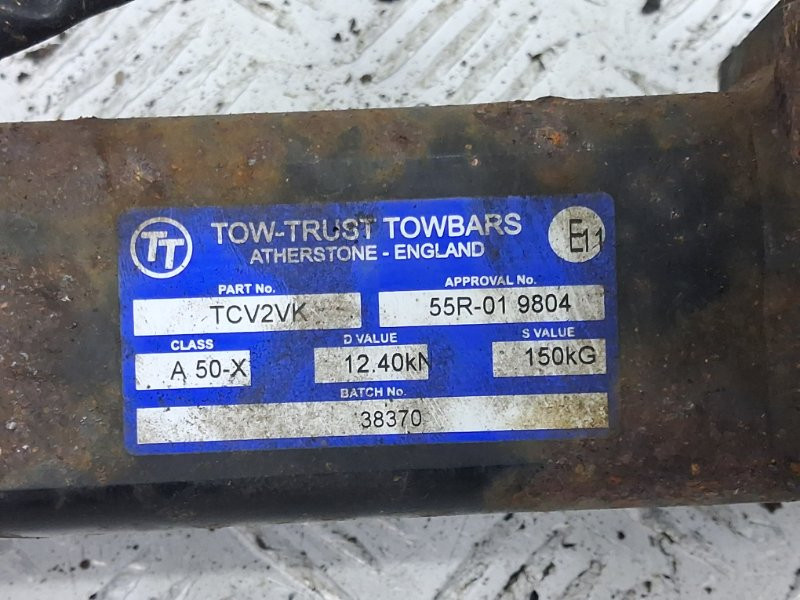 TT TOW-TRUST TOWBARS E11
ATHERSTONE - ENGLAND
PART No. APPROVAL No.
TCV2VK 55R-01 9804
CLASS D VALUE S VALUE
A 50-X 12.40kN 150kG
BATCH No.
38370